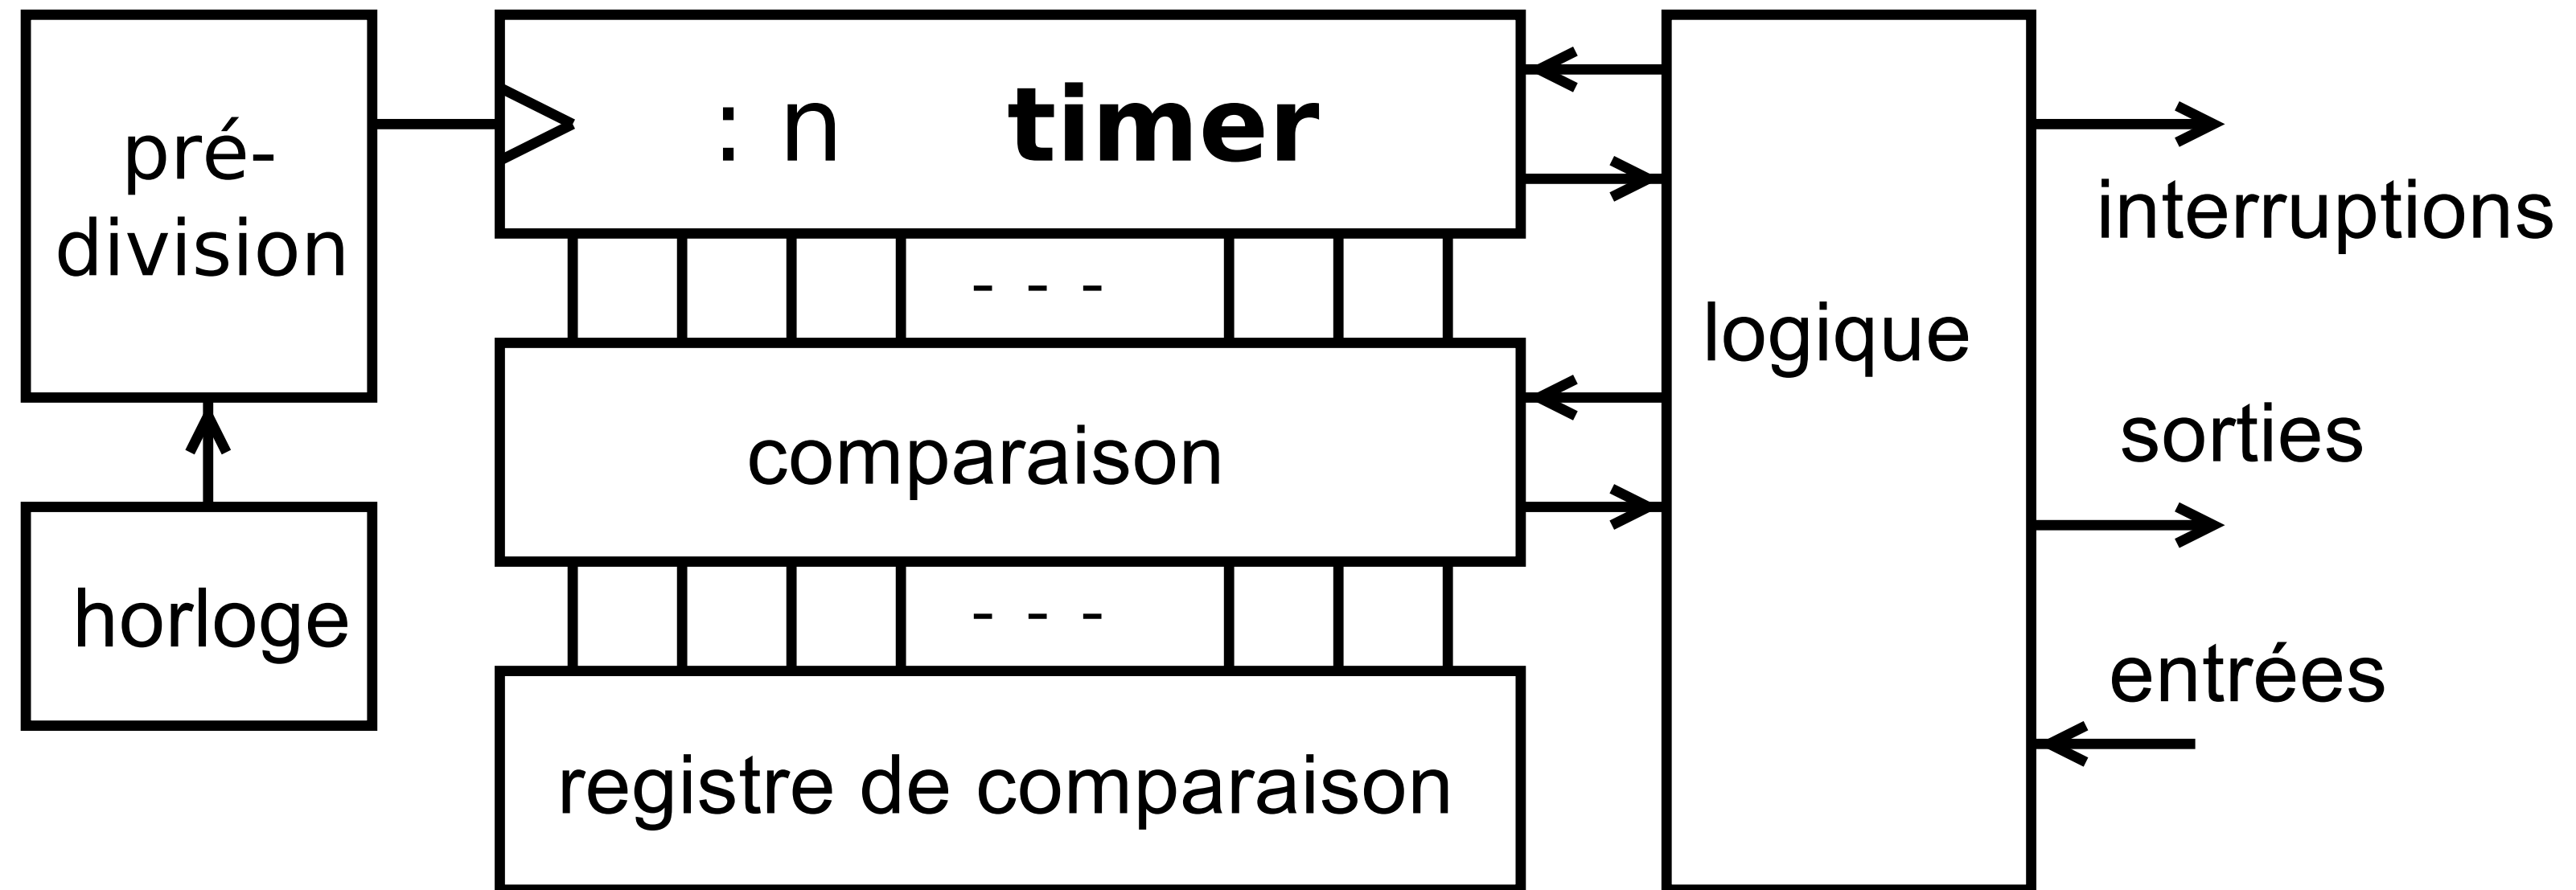 pré-
division
horloge
: n timer
- - -
comparaison
- - -
registre de comparaison
logique
interruptions
sorties
entrées